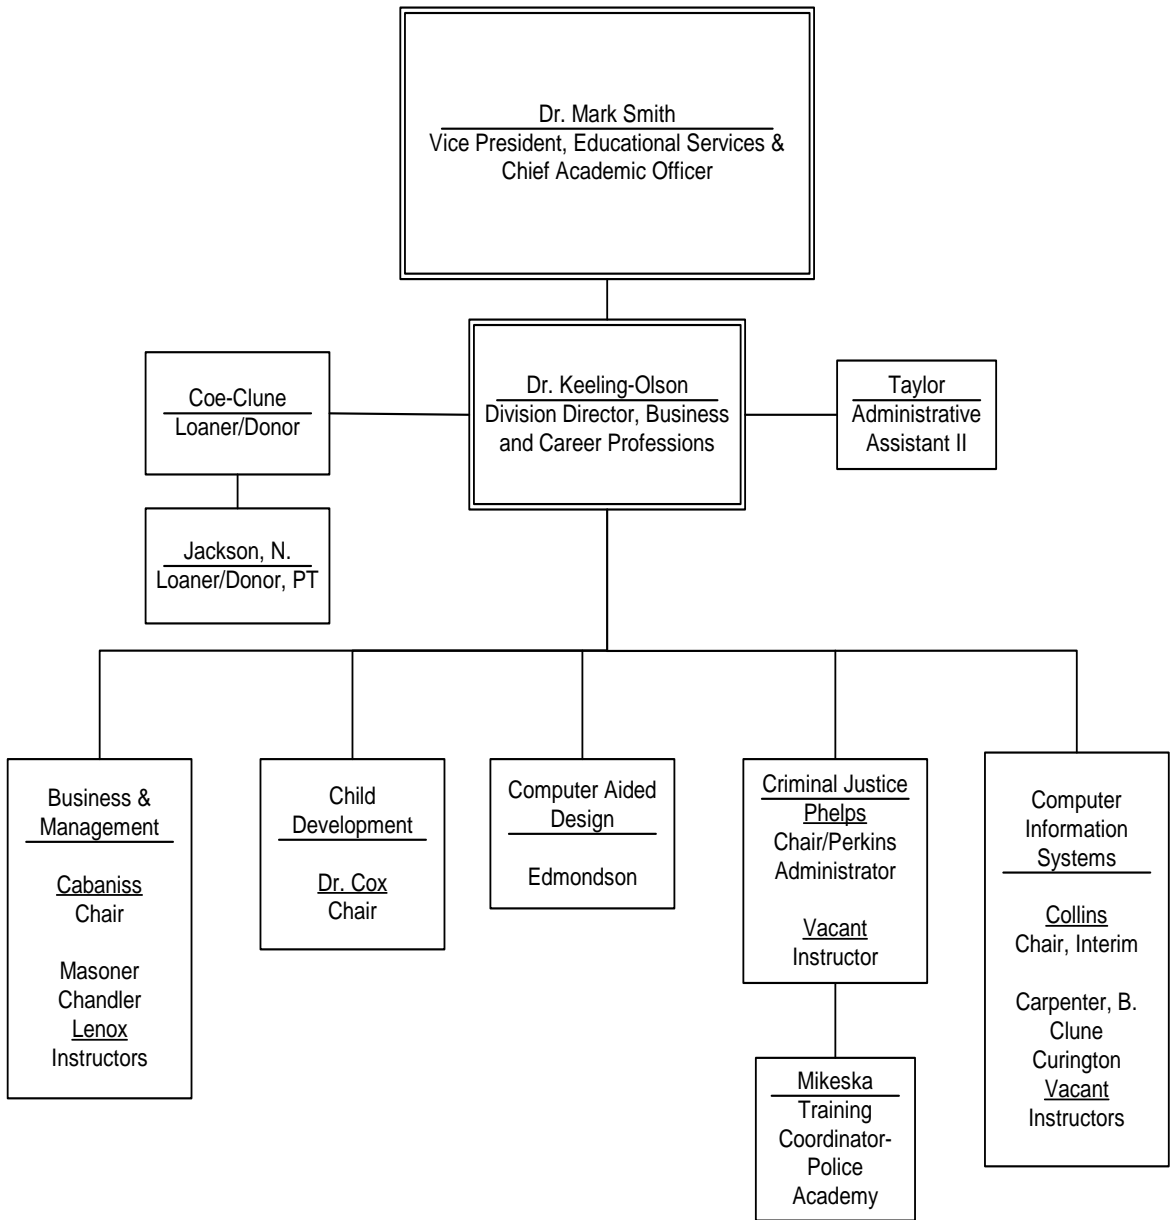 Dr. Mark Smith
Vice President, Educational Services &
Chief Academic Officer
Coe-Clune
Loaner/Donor
Dr. Keeling-Olson
Division Director, Business
and Career Professions
Taylor
Administrative
Assistant II
Jackson, N.
Loaner/Donor, PT
Business &
Management
Cabaniss
Chair
Masoner
Chandler
Lenox
Instructors
Child
Development
Dr. Cox
Chair
Computer Aided
Design
Edmondson
Criminal Justice
Phelps
Chair/Perkins
Administrator
Vacant
Instructor
Mikeska
Training
Coordinator-
Police
Academy
Computer
Information
Systems
Collins
Chair, Interim
Carpenter, B.
Clune
Curington
Vacant
Instructors